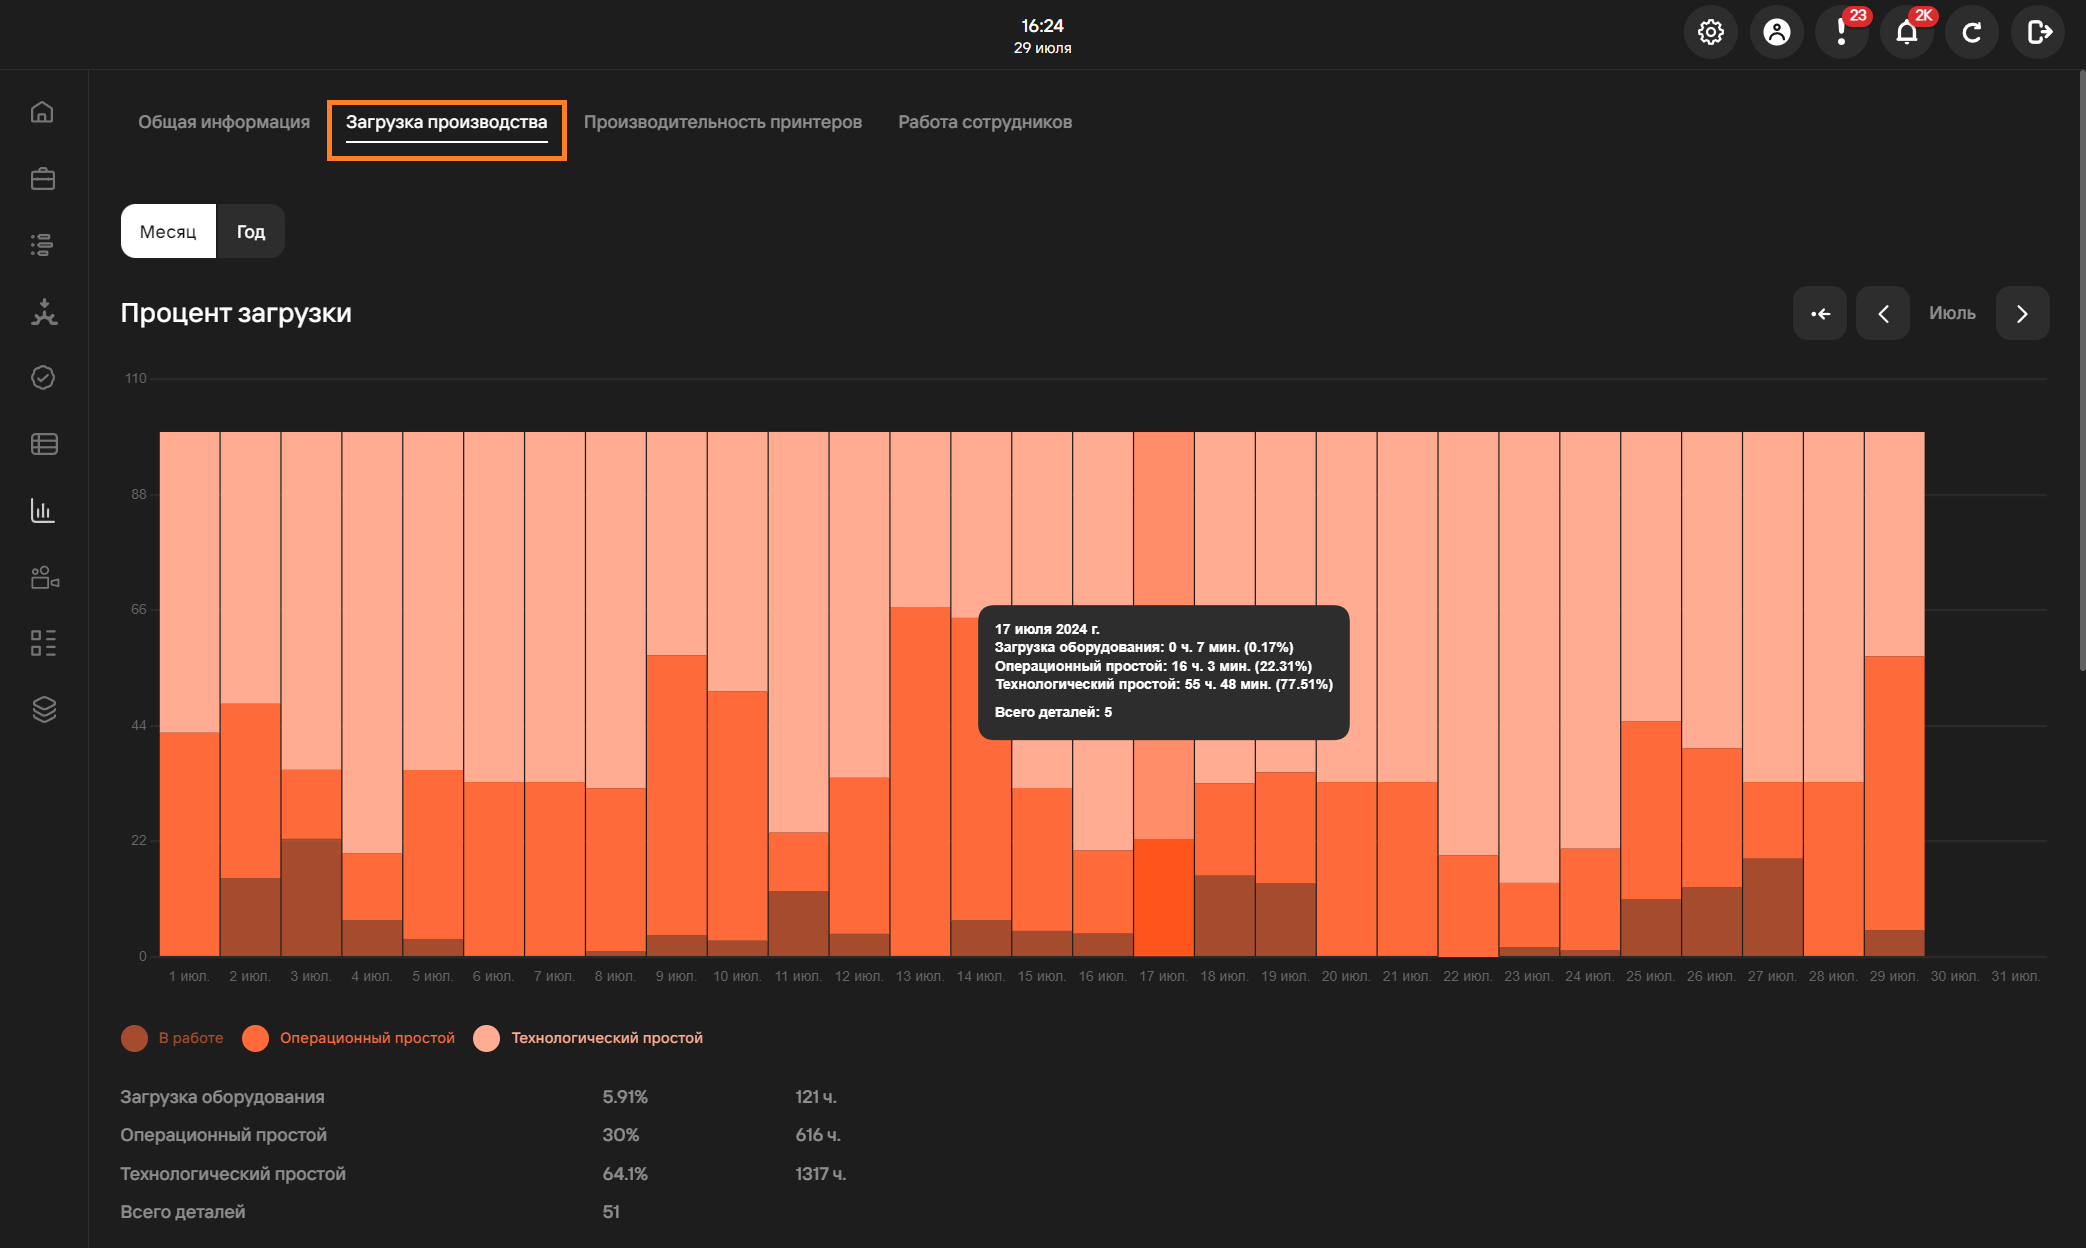 16:24
29 июля
23
2K
Общая информация
Загрузка производства
Производительность принтеров
Работа сотрудников
Месяц
Год
Процент загрузки
Июль
110
88
66
44
22
0
17 июля 2024 г.
Загрузка оборудования: 0 ч. 7 мин. (0.17%)
Операционный простой: 16 ч. 3 мин. (22.31%)
Технологический простой: 55 ч. 48 мин. (77.51%)
Всего деталей: 5
1 июл. 2 июл. 3 июл. 4 июл. 5 июл. 6 июл. 7 июл. 8 июл. 9 июл. 10 июл. 11 июл. 12 июл. 13 июл. 14 июл. 15 июл. 16 июл. 17 июл. 18 июл. 19 июл. 20 июл. 21 июл. 22 июл. 23 июл. 24 июл. 25 июл. 26 июл. 27 июл. 28 июл. 29 июл. 30 июл. 31 июл.
В работе
Операционный простой
Технологический простой
Загрузка оборудования 5.91% 121 ч.
Операционный простой 30% 616 ч.
Технологический простой 64.1% 1317 ч.
Всего деталей 51